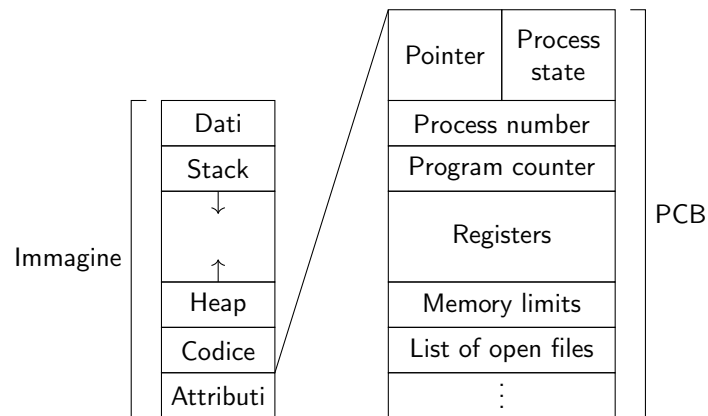 Immagine
Dati
Stack
Heap
Codice
Attributi
Pointer
Process
state
Process number
Program counter
Registers
Memory limits
List of open files
⋮
PCB